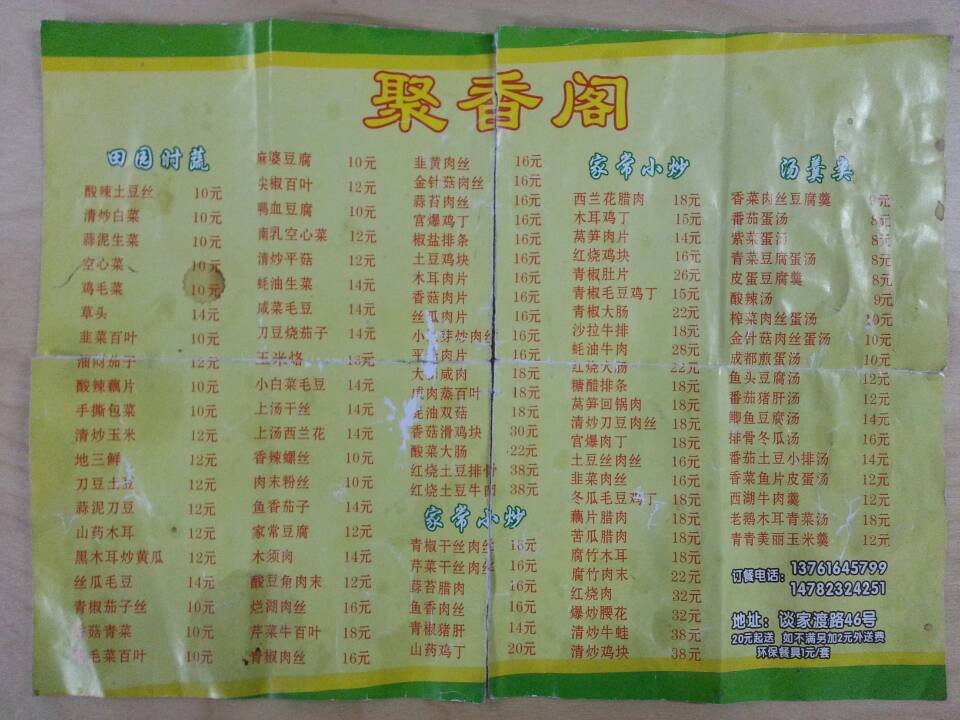 聚香阁
田园时蔬
酸辣土豆丝 10元
清炒白菜 10元
蒜泥生菜 10元
空心菜 10元
鸡毛菜 10元
草头 14元
韭菜百叶 10元
油闷茄子 12元
酸辣藕片 10元
手撕包菜 10元
清炒玉米 12元
地三鲜 12元
刀豆土豆 12元
蒜泥刀豆 12元
山药木耳 12元
黑木耳炒黄瓜 12元
丝瓜毛豆 14元
青椒茄子丝 10元
香菇青菜 10元
毛菜百叶 10元
麻婆豆腐 10元
尖椒百叶 12元
鸭血豆腐 10元
南乳空心菜 12元
清炒平菇 12元
蚝油生菜 14元
咸菜毛豆 14元
刀豆烧茄子 14元
玉米烙
小白菜毛豆 14元
上汤干丝 14元
上汤西兰花 14元
香辣螺丝 10元
肉末粉丝 10元
鱼香茄子 14元
家常豆腐 12元
木须肉 14元
酸豆角肉末 12元
烂湖肉丝 16元
芹菜牛百叶 18元
青椒肉丝 16元
韭黄肉丝 16元
金针菇肉丝 16元
蒜苔肉丝 16元
宫爆鸡丁 16元
椒盐排条 16元
土豆鸡块 16元
木耳肉片 16元
香菇肉片 16元
丝瓜肉片 16元
小 芽炒肉丝 16元
平 肉片 16元
大 咸肉 18元
咸肉蒸百叶 18元
蚝油双菇 18元
香菇滑鸡块 30元
酸菜大肠 22元
红烧土豆排骨 38元
红烧土豆牛肉 38元
家常小炒
青椒干丝肉丝 16元
芹菜干丝肉丝 16元
蒜苔腊肉 18元
鱼香肉丝 16元
青椒猪肝 14元
山药鸡丁 20元
家常小炒
西兰花腊肉 18元
木耳鸡丁 15元
莴笋肉片 14元
红烧鸡块 16元
青椒肚片 26元
青椒毛豆鸡丁 15元
青椒大肠 22元
沙拉牛排 18元
蚝油牛肉 28元
红烧大肠 22元
糖醋排条 18元
莴笋回锅肉 18元
清炒刀豆肉丝 18元
宫爆肉丁 18元
土豆丝肉丝 16元
韭菜肉丝 16元
冬瓜毛豆鸡丁 18元
藕片腊肉 18元
苦瓜腊肉 18元
腐竹木耳 18元
腐竹肉末 22元
红烧肉 32元
爆炒腰花 32元
清炒牛蛙 38元
清炒鸡块 38元
汤羹类
香菜肉丝豆腐羹 9元
番茄蛋汤 8元
紫菜蛋汤 8元
青菜豆腐蛋汤 8元
皮蛋豆腐羹 8元
酸辣汤 9元
榨菜肉丝蛋汤 10元
金针菇肉丝蛋汤 10元
成都煎蛋汤 10元
鱼头豆腐汤 12元
番茄猪肝汤 12元
鲫鱼豆腐汤 14元
排骨冬瓜汤 16元
番茄土豆小排汤 14元
香菜鱼片皮蛋汤 12元
西湖牛肉羹 12元
老鹅木耳青菜汤 18元
青青美丽玉米羹 12元
订餐电话：13761645799
14782324251
地址：谈家渡路46号
20元起送 如不满另加2元外送费
环保餐具1元/套